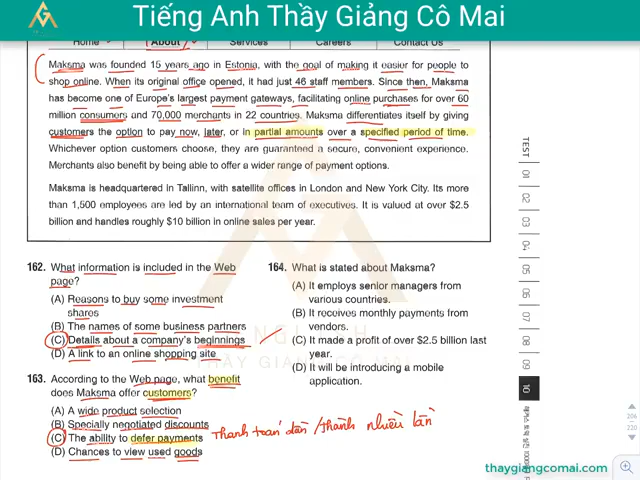 Tiếng Anh Thầy Giảng Cô Mai
Home
About
Services
Careers
Contact Us
Maksma was founded 15 years ago in Estonia, with the goal of making it easier for people to
shop online. When its original office opened, it had just 46 staff members. Since then, Maksma
has become one of Europe's largest payment gateways, facilitating online purchases for over 60
million consumers and 70,000 merchants in 22 countries. Maksma differentiates itself by giving
customers the option to pay now, later, or in partial amounts over a specified period of time.
Whichever option customers choose, they are guaranteed a secure, convenient experience.
Merchants also benefit by being able to offer a wider range of payment options.
Maksma is headquartered in Tallinn, with satellite offices in London and New York City. Its more
than 1,500 employees are led by an international team of executives. It is valued at over $2.5
billion and handles roughly $10 billion in online sales per year.
162. What information is included in the Web
page?
(A) Reasons to buy some investment
shares
(B) The names of some business partners
(C) Details about a company's beginnings
(D) A link to an online shopping site
163. According to the Web page, what benefit
does Maksma offer customers?
(A) A wide product selection
(B) Specially negotiated discounts
(C) The ability to defer payments
Thanh toán dần / thành nhiều lần
(D) Chances to view used goods
164. What is stated about Maksma?
(A) It employs senior managers from
various countries.
(B) It receives monthly payments from
vendors.
(C) It made a profit of over $2.5 billion last
year.
(D) It will be introducing a mobile
application.
THẦY GIẢNG CÔ MAI
TEST
01
02
03
04
05
06
07
08
09
10
206
220
thaygiangcomai.com